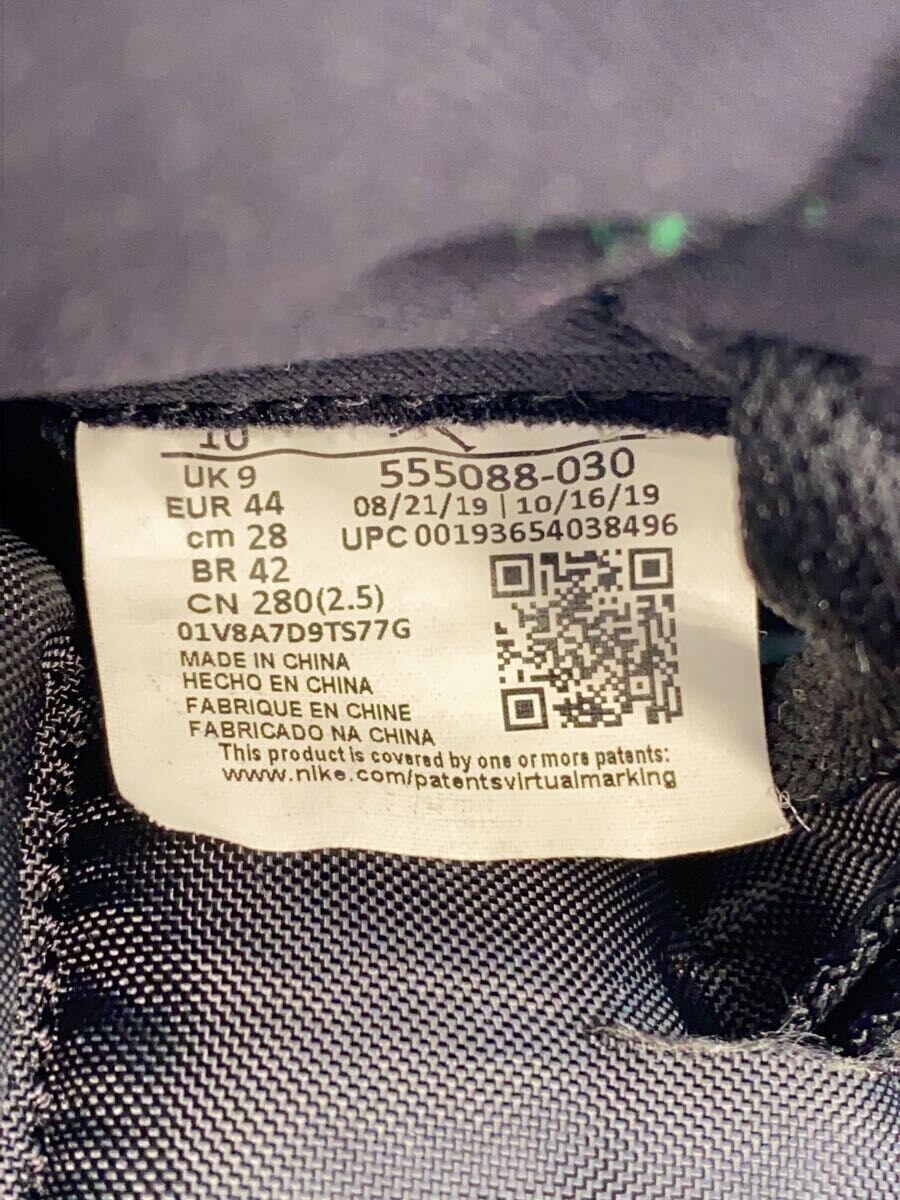 10
UK 9
EUR 44
cm 28
BR 42
CN 280(2.5)
01V8A7D9TS77G
555088-030
08/21/19 | 10/16/19
UPC 00193654038496
MADE IN CHINA
HECHO EN CHINA
FABRIQUE EN CHINE
FABRICADO NA CHINA
This product is covered by one or more patents:
www.nike.com/patentsvirtualmarking